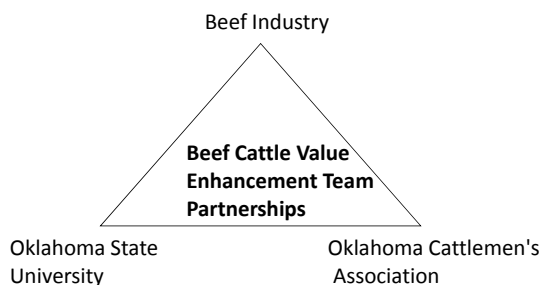 Beef Industry
Beef Cattle Value
Enhancement Team
Partnerships
Oklahoma State
University
Oklahoma Cattlemen's
Association